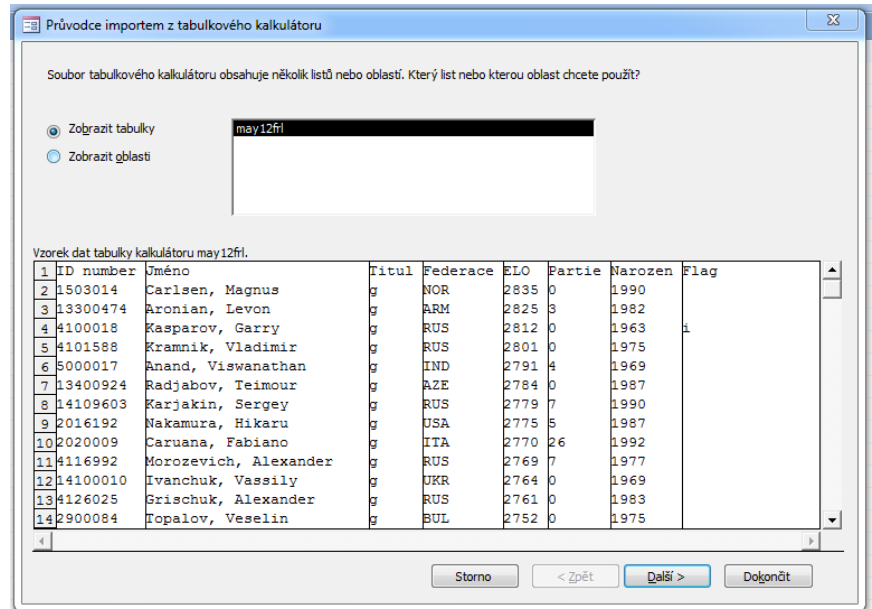 Průvodce importem z tabulkového kalkulátoru
Soubor tabulkového kalkulátoru obsahuje několik listů nebo oblastí. Který list nebo kterou oblast chcete použít?
Zobrazit tabulky
may12frl
Zobrazit oblasti
Vzorek dat tabulky kalkulátoru may12frl.
1 ID number Jméno Titul Federace ELO Partie Narozen Flag
2 1503014 Carlsen, Magnus g NOR 2835 0 1990
3 13300474 Aronian, Levon g ARM 2825 3 1982
4 4100018 Kasparov, Garry g RUS 2812 0 1963 i
5 4101588 Kramnik, Vladimir g RUS 2801 0 1975
6 5000017 Anand, Viswanathan g IND 2791 4 1969
7 13400924 Radjabov, Teimour g AZE 2784 0 1987
8 14109603 Karjakin, Sergey g RUS 2779 7 1990
9 2016192 Nakamura, Hikaru g USA 2775 5 1987
10 2020009 Caruana, Fabiano g ITA 2770 26 1992
11 4116992 Morozevich, Alexander g RUS 2769 7 1977
12 14100010 Ivanchuk, Vassily g UKR 2764 0 1969
13 4126025 Grischuk, Alexander g RUS 2761 0 1983
14 2900084 Topalov, Veselin g BUL 2752 0 1975
Storno < Zpět Další > Dokončit